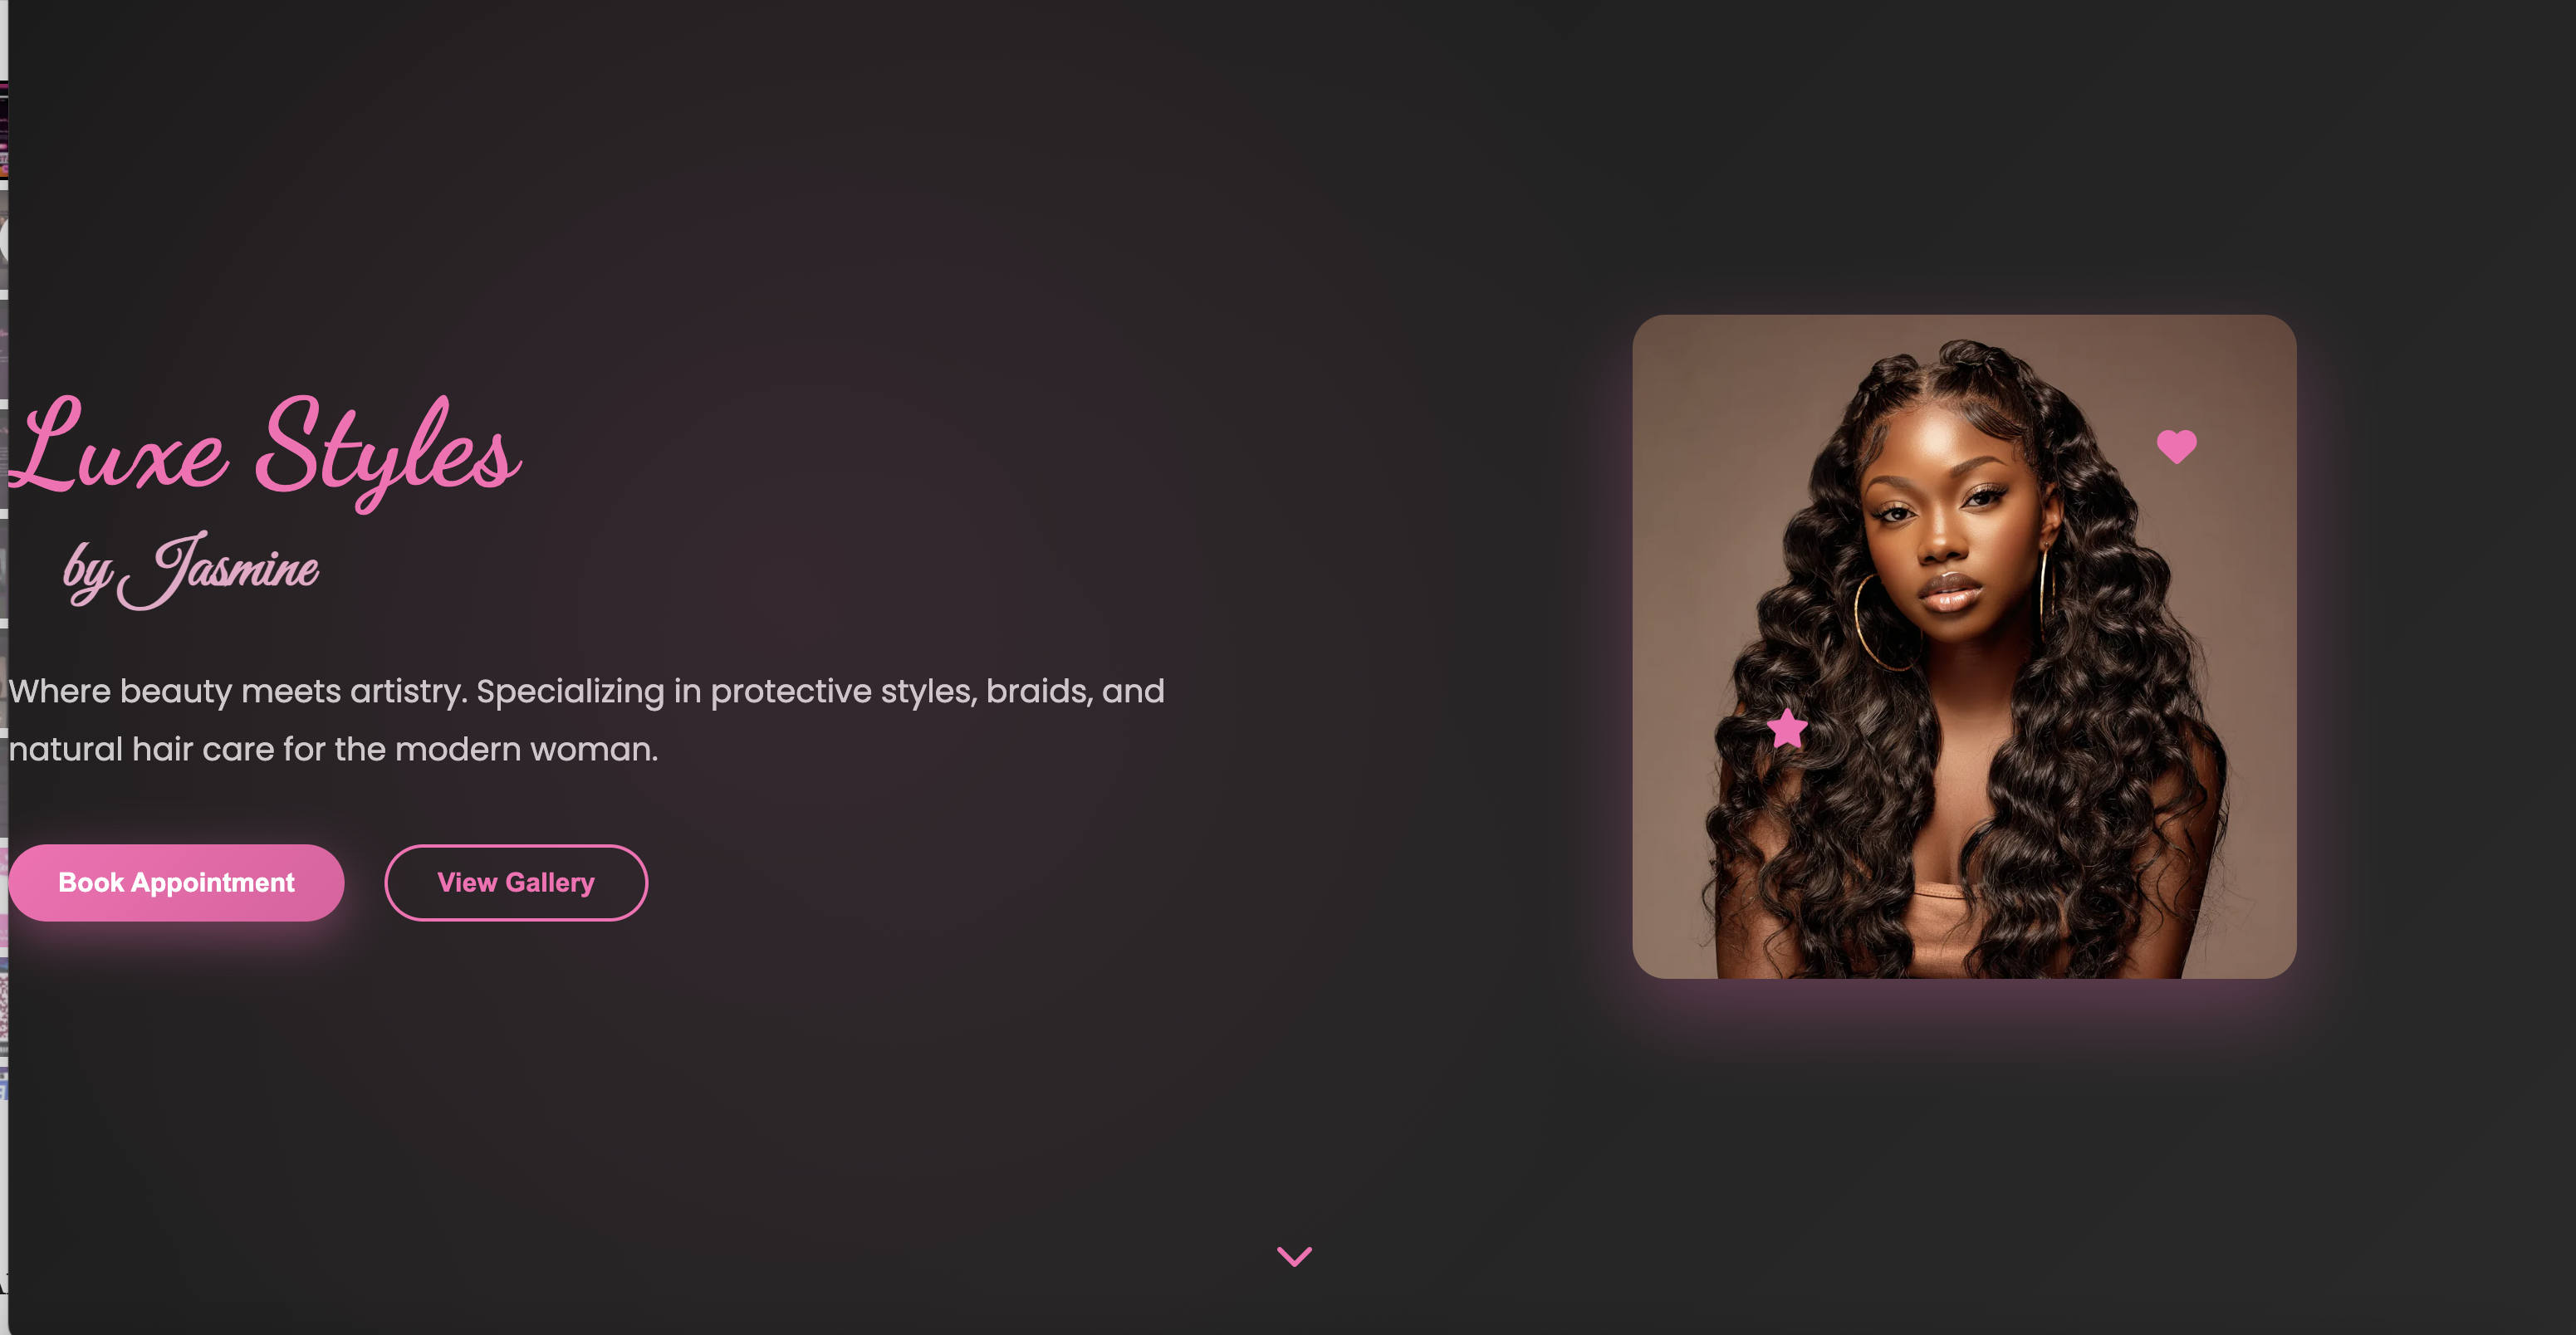 Luxe Styles
by Jasmine
Where beauty meets artistry. Specializing in protective styles, braids, and
natural hair care for the modern woman.
Book Appointment
View Gallery